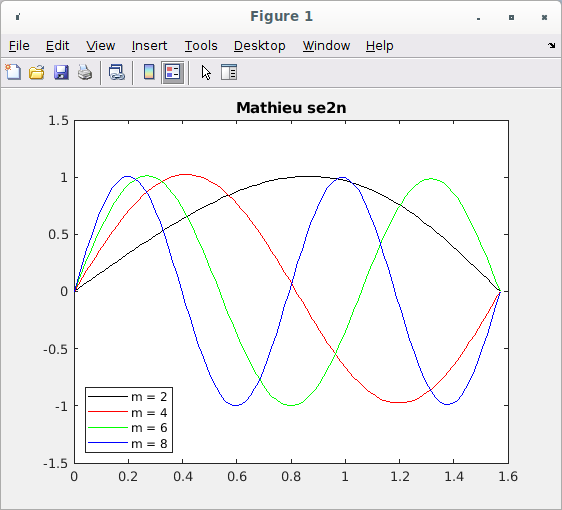 Figure 1
File Edit View Insert Tools Desktop Window Help
Mathieu se2n
1.5
1
0.5
0
-0.5
-1
-1.5
m = 2
m = 4
m = 6
m = 8
0 0.2 0.4 0.6 0.8 1 1.2 1.4 1.6